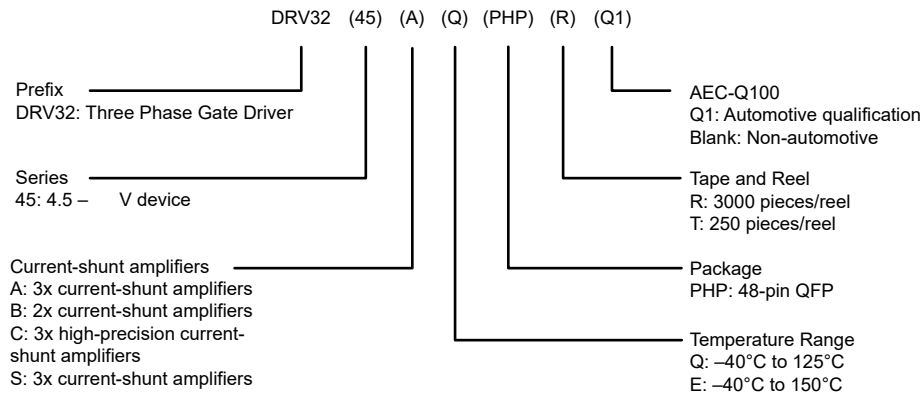 DRV32 (45) (A) (Q) (PHP) (R) (Q1)
Prefix
DRV32: Three Phase Gate Driver
Series
45: 4.5 – V device
Current-shunt amplifiers
A: 3x current-shunt amplifiers
B: 2x current-shunt amplifiers
C: 3x high-precision current-
shunt amplifiers
S: 3x current-shunt amplifiers
AEC-Q100
Q1: Automotive qualification
Blank: Non-automotive
Tape and Reel
R: 3000 pieces/reel
T: 250 pieces/reel
Package
PHP: 48-pin QFP
Temperature Range
Q: –40°C to 125°C
E: –40°C to 150°C